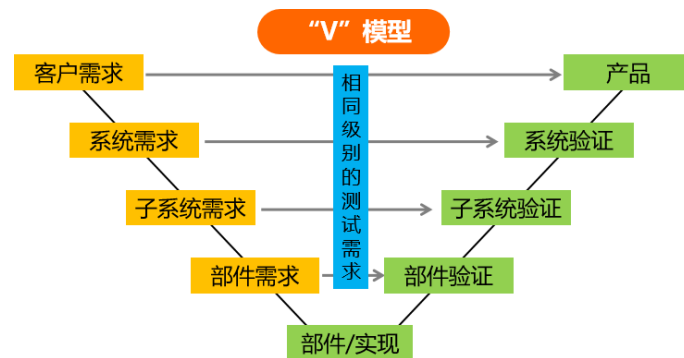 “V”模型
客户需求
产品
相同级别的测试需求
系统需求
系统验证
子系统需求
子系统验证
部件需求
部件验证
部件/实现